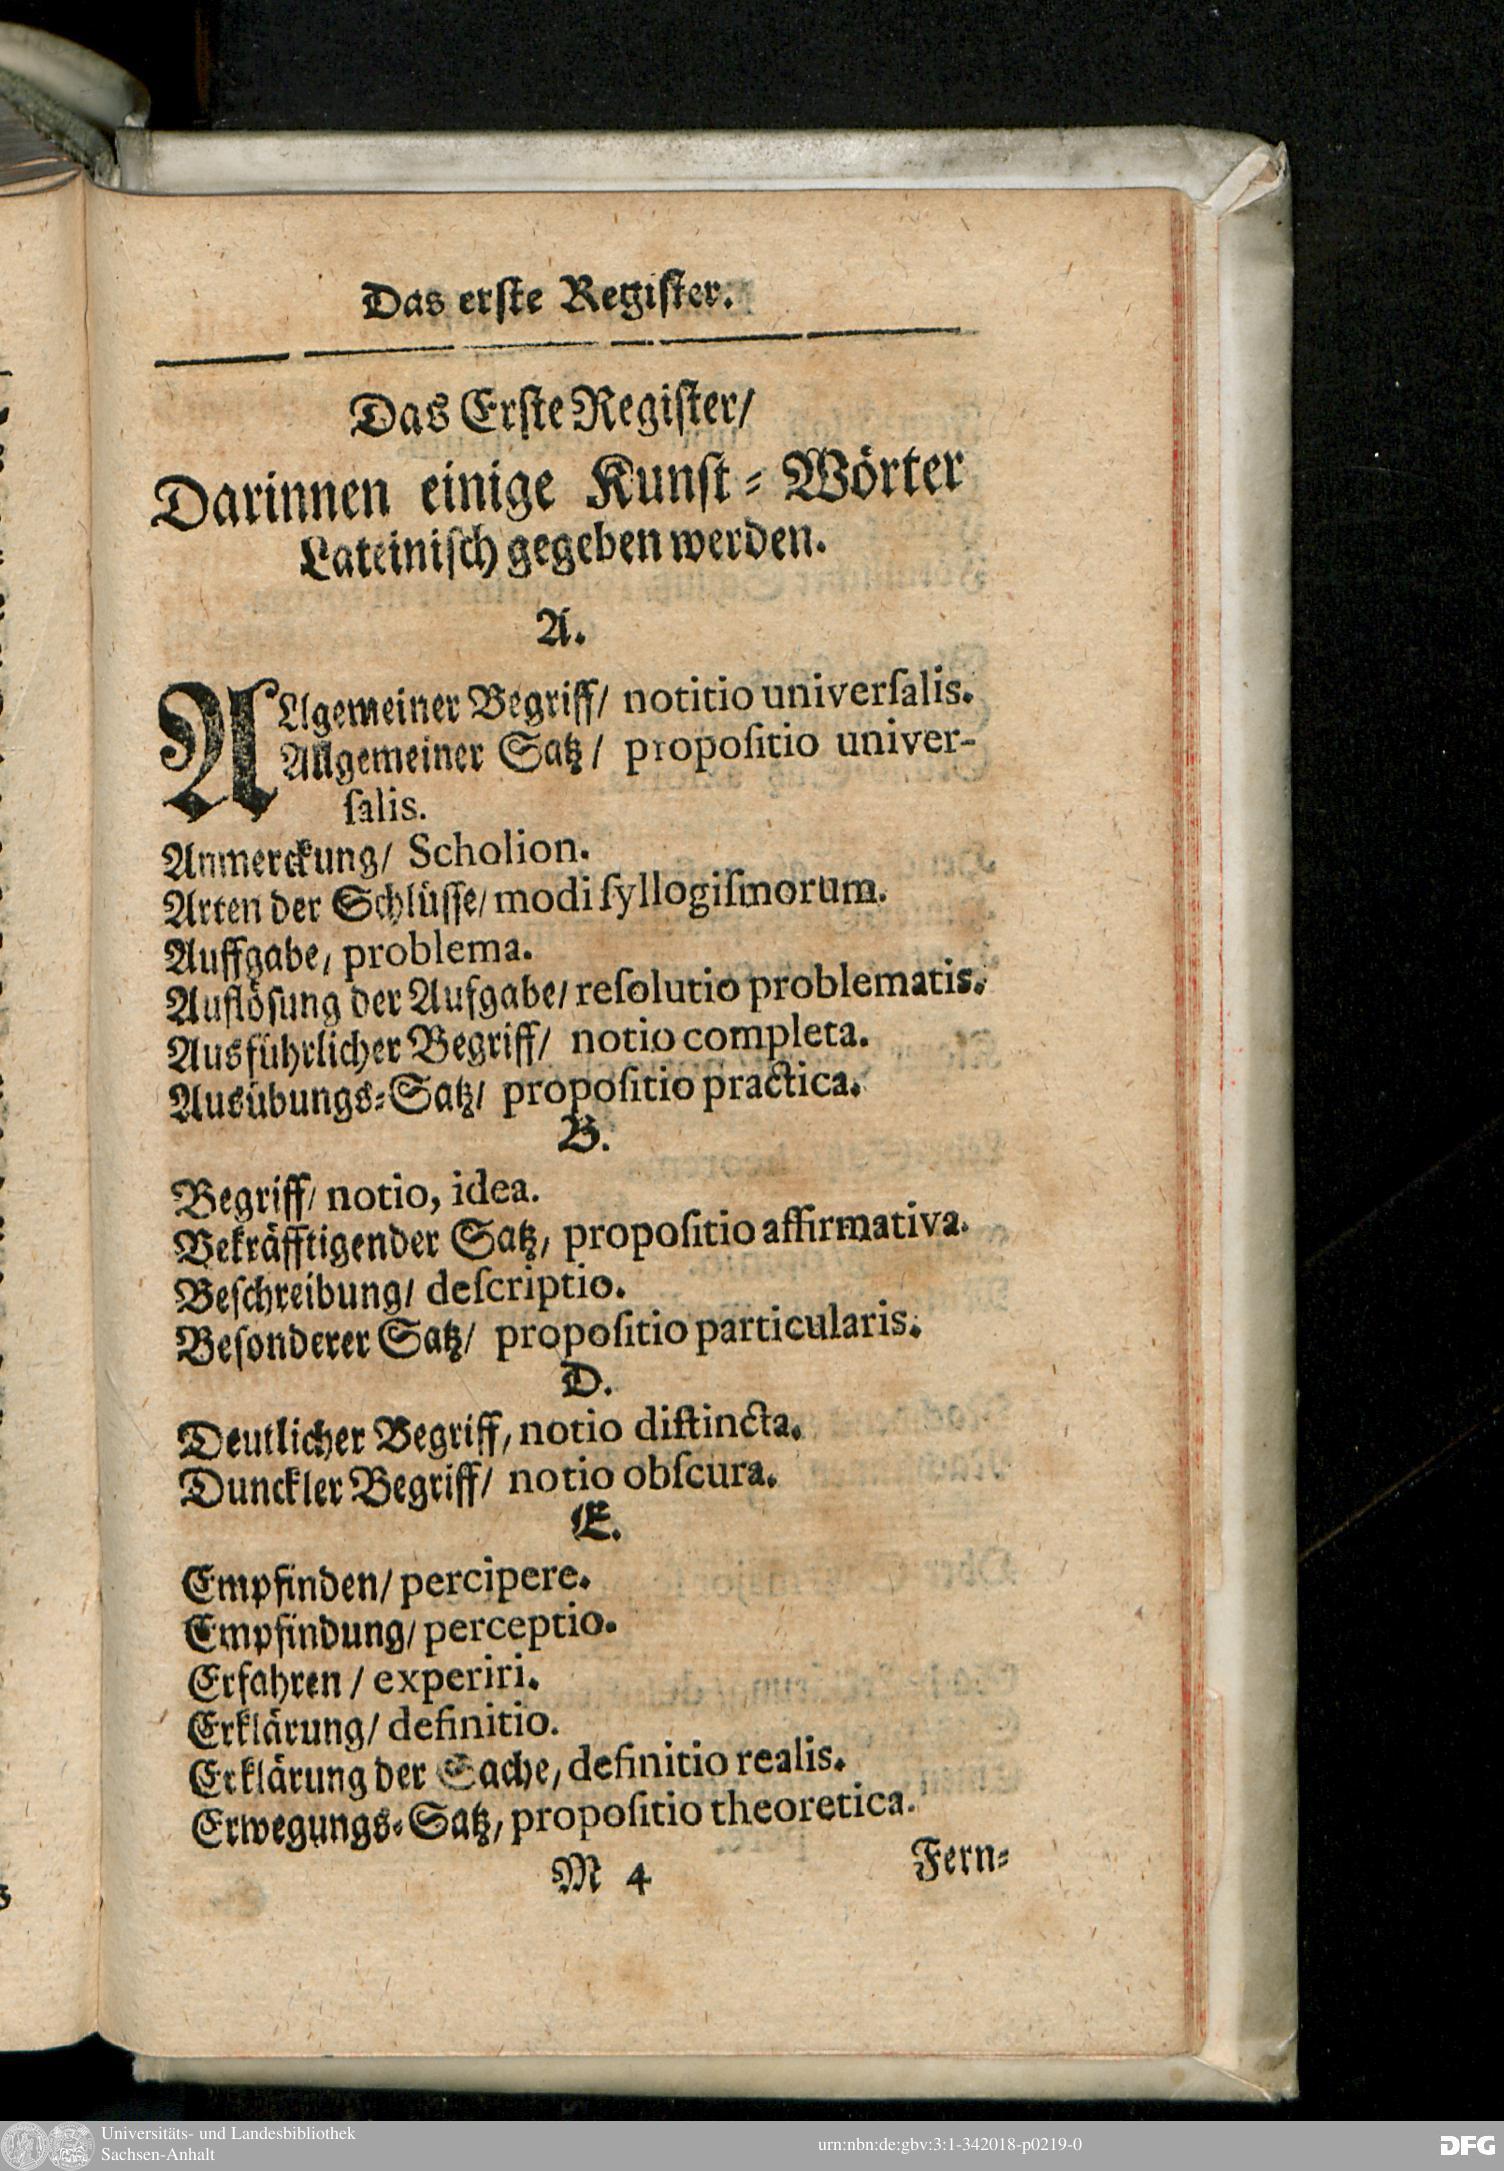 Das erſte Regiſter.
Das Erſte Regiſter/
Darinnen einige Kunſt-Wörter
Lateiniſch gegeben werden.
A.
ALlgemeiner Begriff/ notitio univerſalis.
Allgemeiner Satz/ propoſitio univer-
ſalis.
Anmerckung/ Scholion.
Arten der Schlüſſe/ modi ſyllogiſmorum.
Auffgabe, problema.
Auflöſung der Aufgabe/ reſolutio problematis.
Ausführlicher Begriff/ notio completa.
Ausübungs-Satz/ propoſitio practica.
B.
Begriff/ notio, idea.
Bekräfftigender Satz, propoſitio affirmativa.
Beſchreibung/ deſcriptio.
Beſonderer Satz/ propoſitio particularis.
D.
Deutlicher Begriff, notio diſtincta.
Dunckler Begriff/ notio obſcura.
E.
Empfinden/ percipere.
Empfindung/ perceptio.
Erfahren / experiri.
Erklärung/ definitio.
Erklärung der Sache, definitio realis.
Erwegungs-Satz, propoſitio theoretica.
M 4
Fern-
Universitäts- und Landesbibliothek
Sachsen-Anhalt
urn:nbn:de:gbv:3:1-342018-p0219-0
DFG